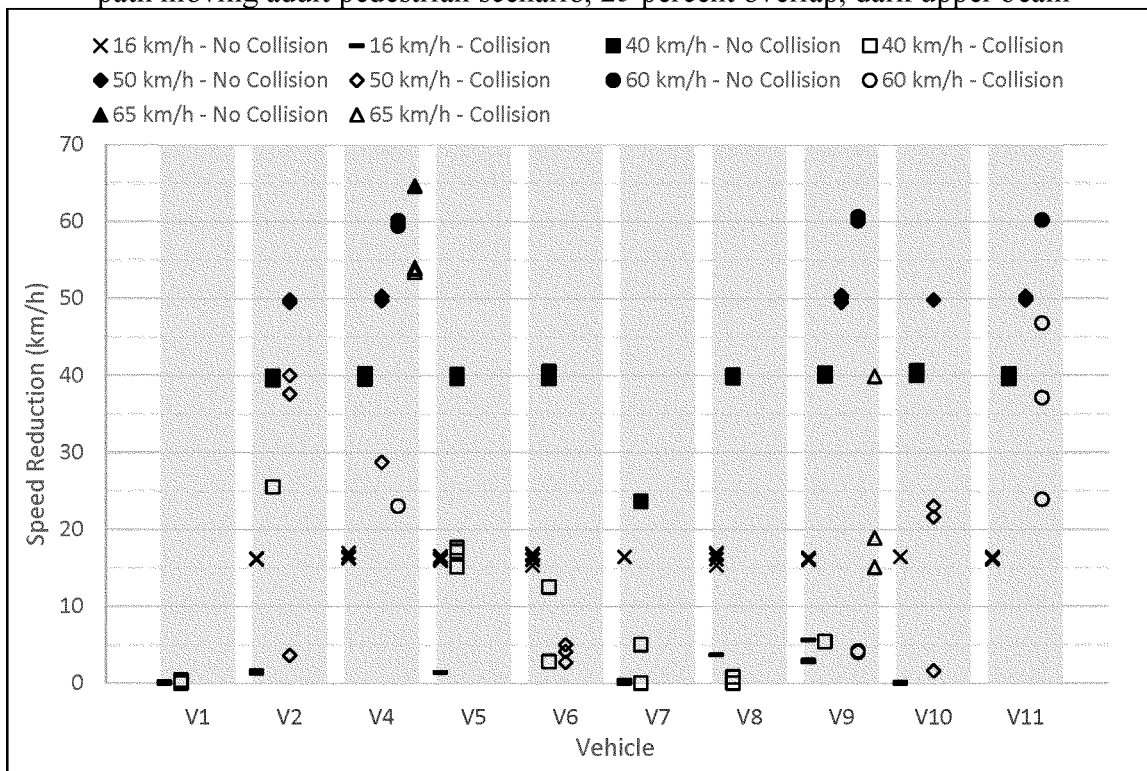 path moving adult pedestrian scenario, 25 percent overlap, dark upper beam
16 km/h - No Collision 16 km/h - Collision 40 km/h - No Collision 40 km/h - Collision
50 km/h - No Collision 50 km/h - Collision 60 km/h - No Collision 60 km/h - Collision
65 km/h - No Collision 65 km/h - Collision
70
60
50
40
30
20
10
0
Speed Reduction (km/h)
V1 V2 V4 V5 V6 V7 V8 V9 V10 V11
Vehicle